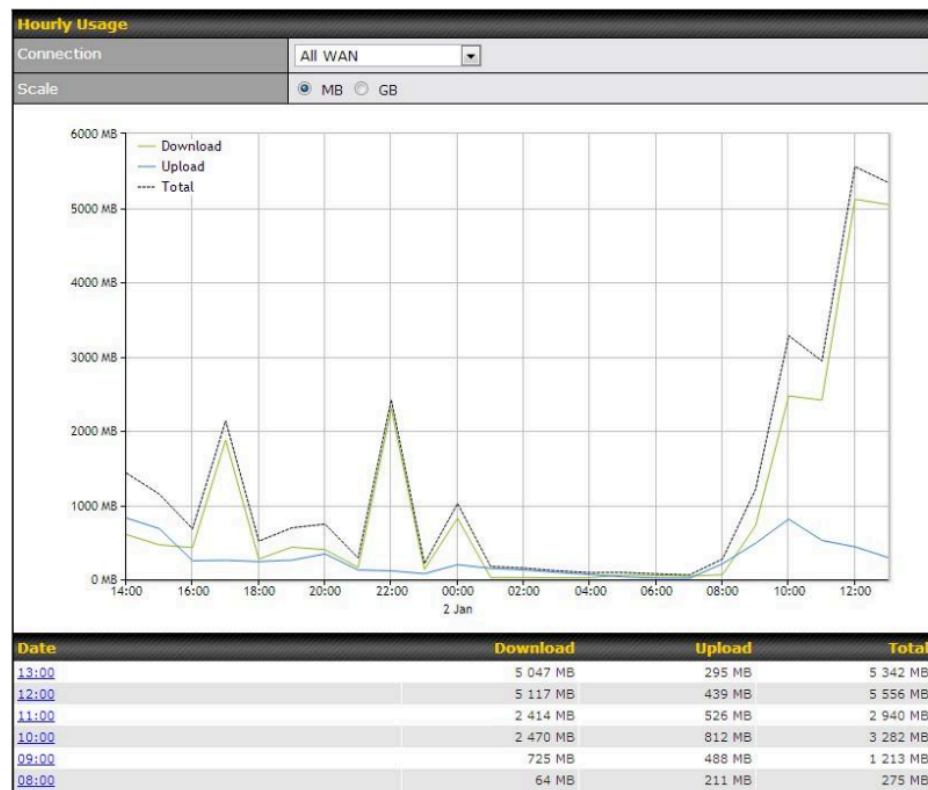 Hourly Usage
Connection All WAN
Scale MB GB
6000 MB
Download
Upload
Total
5000 MB
4000 MB
3000 MB
2000 MB
1000 MB
0 MB
14:00 16:00 18:00 20:00 22:00 00:00 02:00 04:00 06:00 08:00 10:00 12:00
2 Jan
Date Download Upload Total
13:00 5 047 MB 295 MB 5 342 MB
12:00 5 117 MB 439 MB 5 556 MB
11:00 2 414 MB 526 MB 2 940 MB
10:00 2 470 MB 812 MB 3 282 MB
09:00 725 MB 488 MB 1 213 MB
08:00 64 MB 211 MB 275 MB